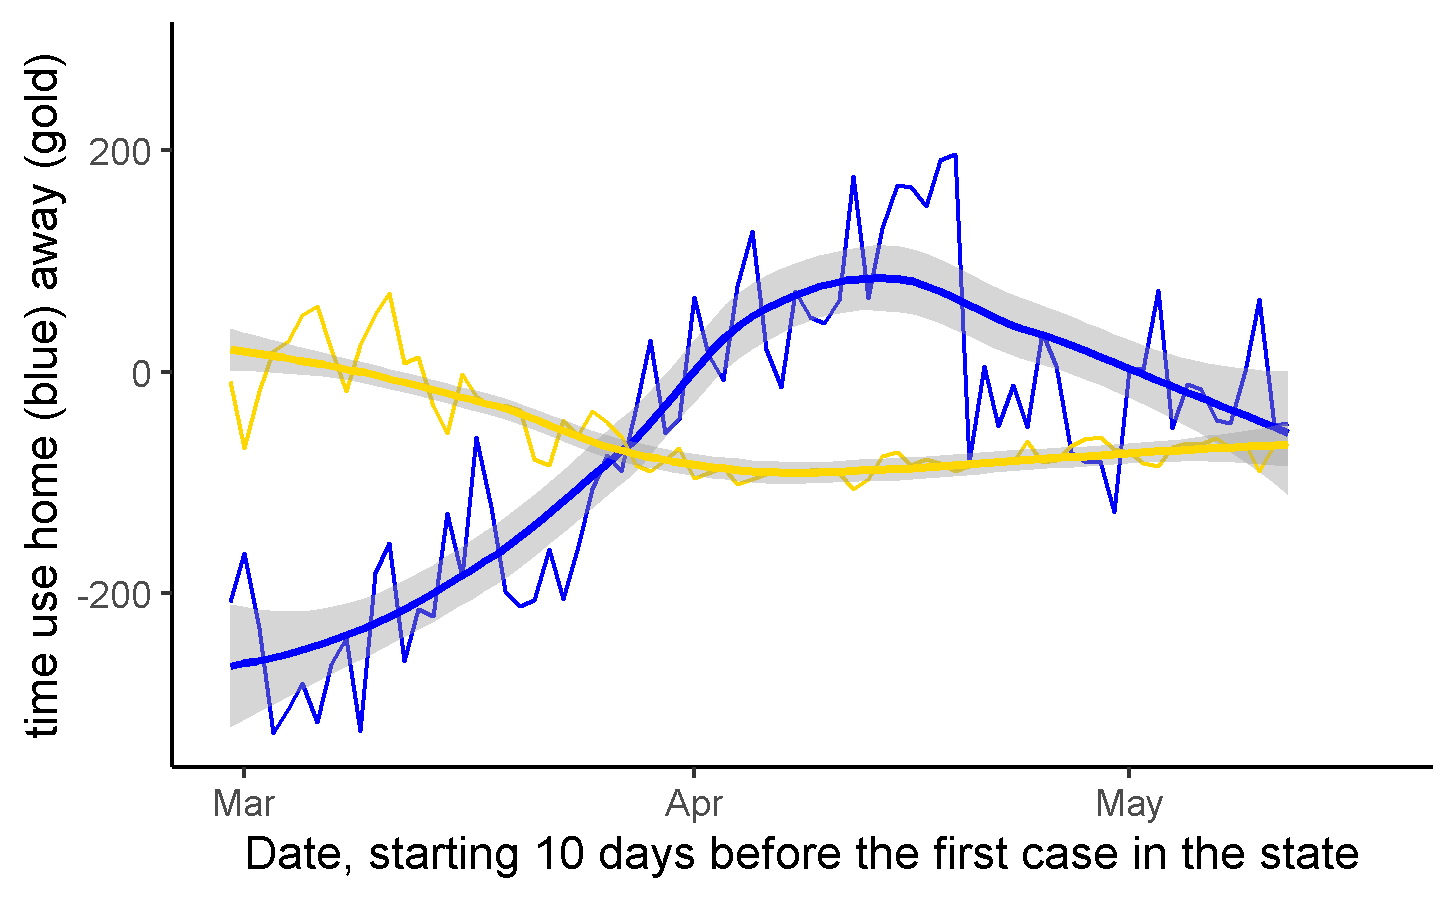 time use home (blue) away (gold)
200
0
-200
Mar Apr May
Date, starting 10 days before the first case in the state